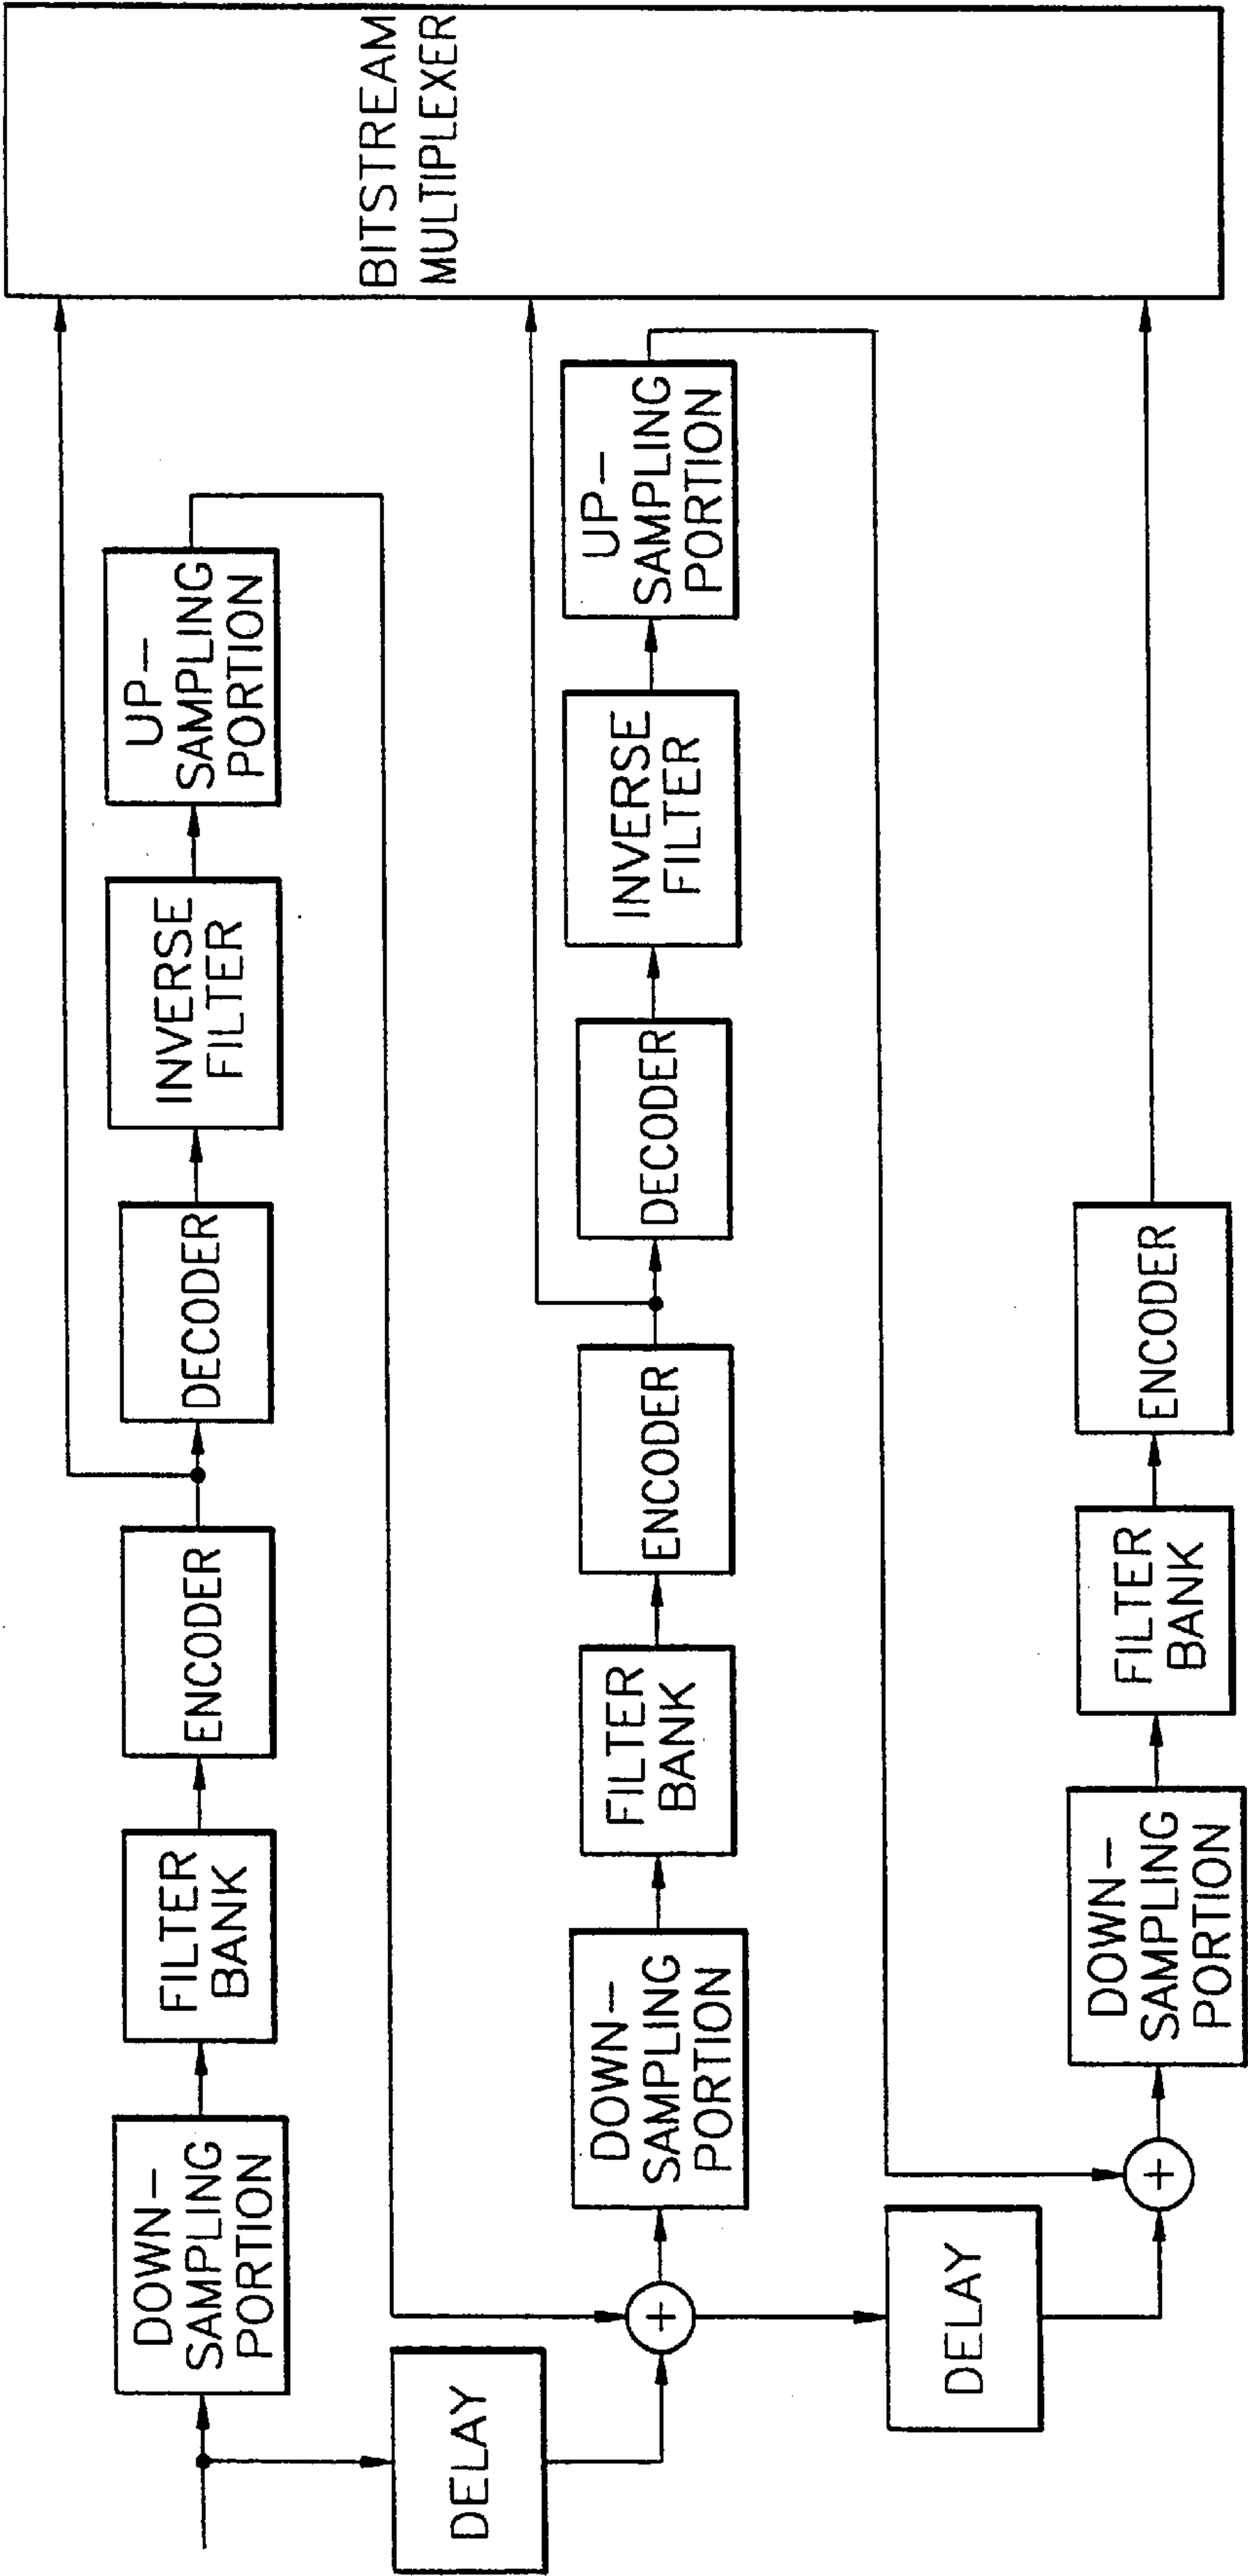 DOWN-
SAMPLING
PORTION
FILTER
BANK
ENCODER
DECODER
INVERSE
FILTER
UP-
SAMPLING
PORTION
BITSTREAM
MULTIPLEXER
DELAY
+
DOWN-
SAMPLING
PORTION
FILTER
BANK
ENCODER
DECODER
INVERSE
FILTER
UP-
SAMPLING
PORTION
DELAY
+
DOWN-
SAMPLING
PORTION
FILTER
BANK
ENCODER